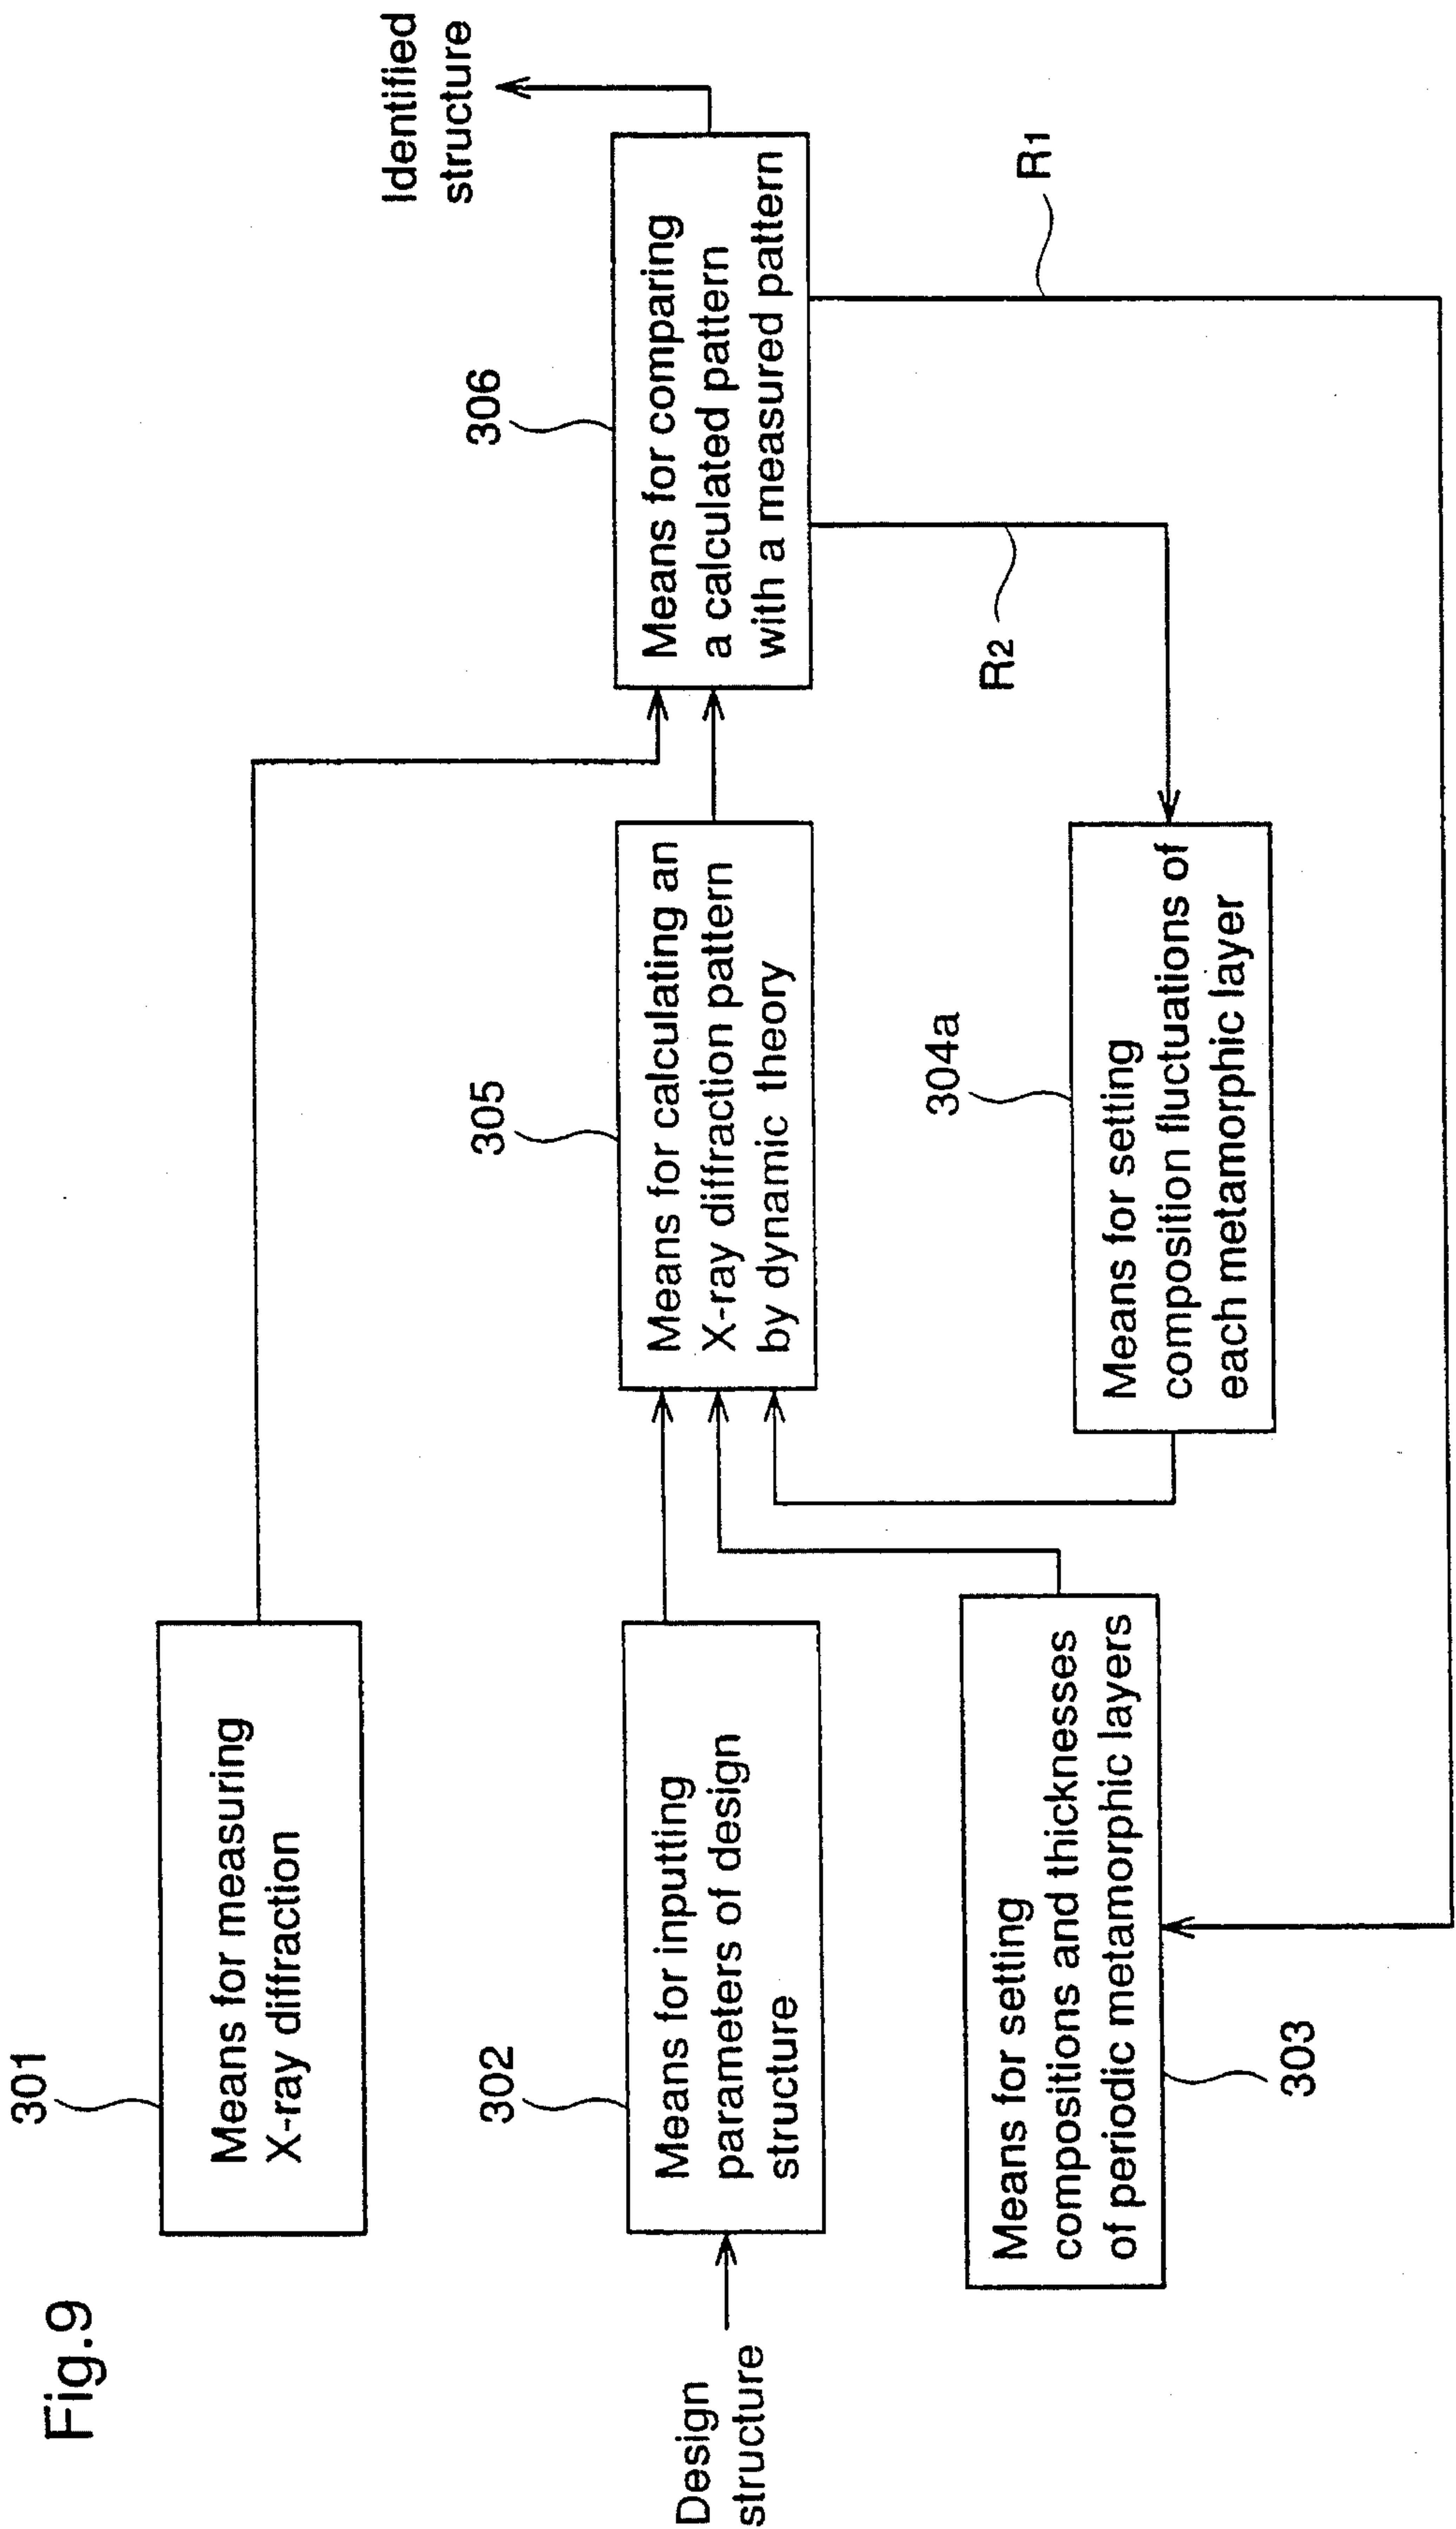 Fig.9
301
Means for measuring
X-ray diffraction
Design
structure
302
Means for inputting
parameters of design
structure
Means for setting
compositions and thicknesses
of periodic metamorphic layers
303
305
Means for calculating an
X-ray diffraction pattern
by dynamic theory
304a
Means for setting
composition fluctuations of
each metamorphic layer
306
Means for comparing
a calculated pattern
with a measured pattern
R2
R1
Identified
structure